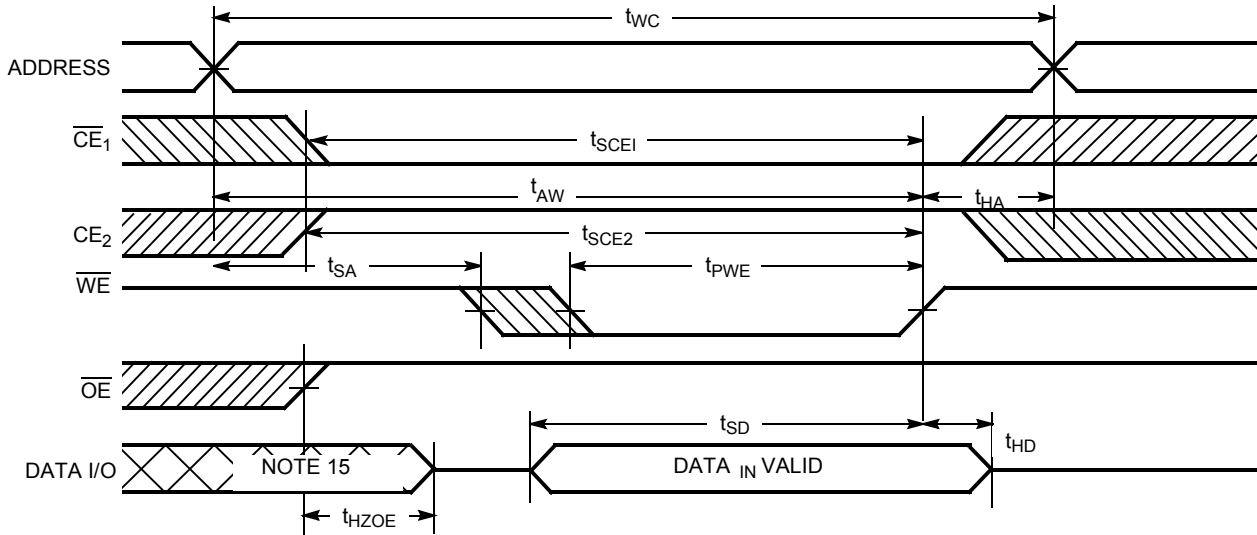 tWC
ADDRESS
CE1
tSCEI
tAW
tHA
CE2
tSCE2
tSA
tPWE
WE
OE
tSD
tHD
DATA I/O
NOTE 15
DATA IN VALID
tHZOE